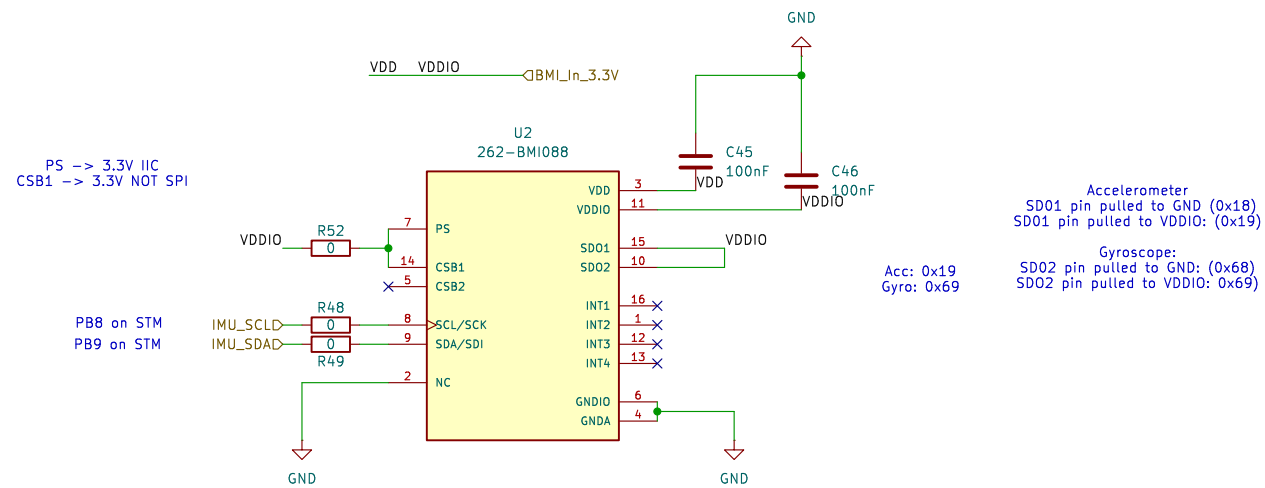 GND
VDD VDDIO BMI_In_3.3V
U2
262-BMI088
C45
100nF
VDD
C46
100nF
VDDIO
PS -> 3.3V IIC
CSB1 -> 3.3V NOT SPI
VDDIO
R52
0
7 PS
14 CSB1
5 CSB2
PB8 on STM
IMU_SCL
R48
0
8 SCL/SCK
PB9 on STM
IMU_SDA
0
R49
9 SDA/SDI
2 NC
GND
VDD 3
VDDIO 11
SDO1 15
VDDIO
SDO2 10
INT1 16
INT2 1
INT3 12
INT4 13
GNDIO 6
GNDA 4
GND
Acc: 0x19
Gyro: 0x69
Accelerometer
SDO1 pin pulled to GND (0x18)
SDO1 pin pulled to VDDIO: (0x19)
Gyroscope:
SDO2 pin pulled to GND: (0x68)
SDO2 pin pulled to VDDIO: 0x69)